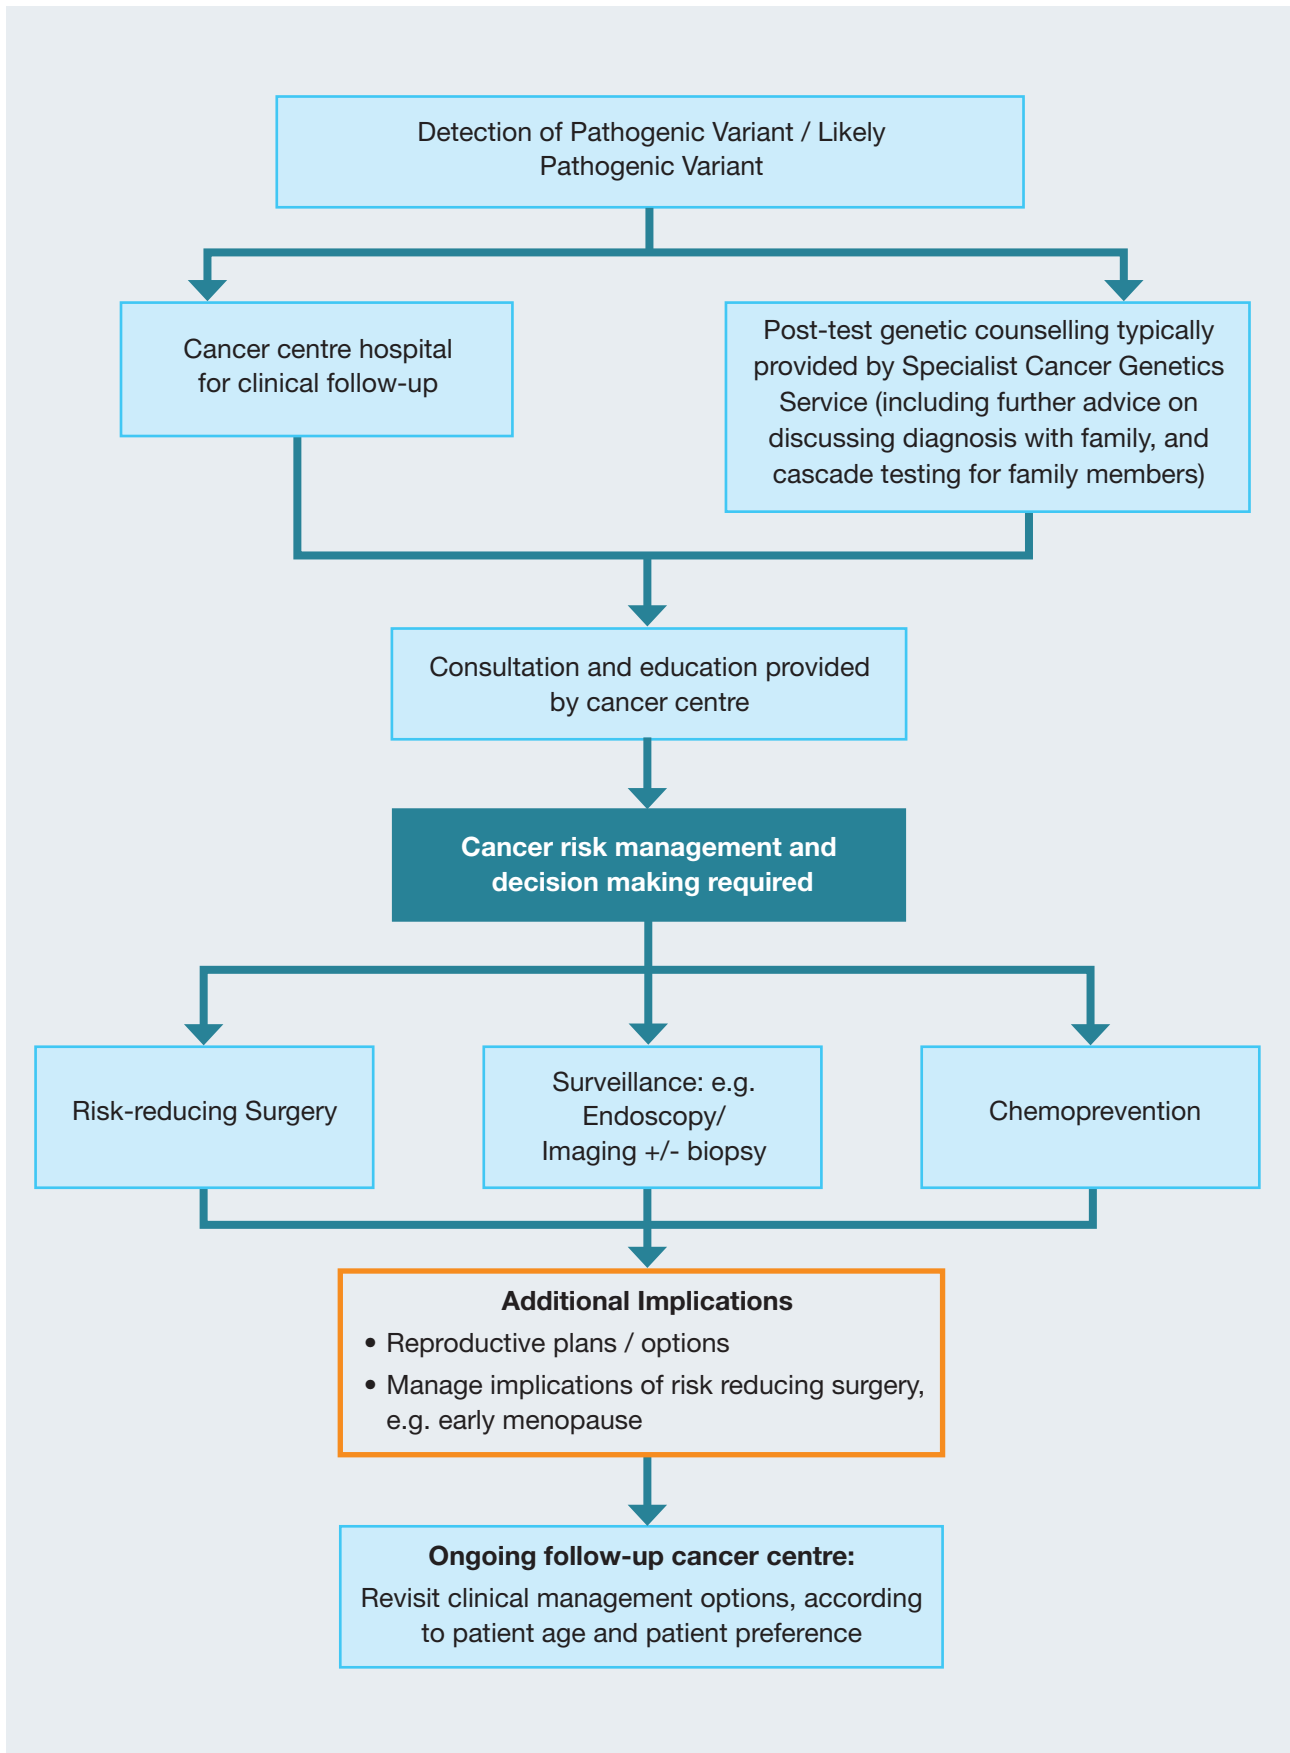 Detection of Pathogenic Variant / Likely
Pathogenic Variant
Cancer centre hospital
for clinical follow-up
Post-test genetic counselling typically
provided by Specialist Cancer Genetics
Service (including further advice on
discussing diagnosis with family, and
cascade testing for family members)
Consultation and education provided
by cancer centre
Cancer risk management and
decision making required
Risk-reducing Surgery
Surveillance: e.g.
Endoscopy/
Imaging +/- biopsy
Chemoprevention
Additional Implications
• Reproductive plans / options
• Manage implications of risk reducing surgery,
e.g. early menopause
Ongoing follow-up cancer centre:
Revisit clinical management options, according
to patient age and patient preference